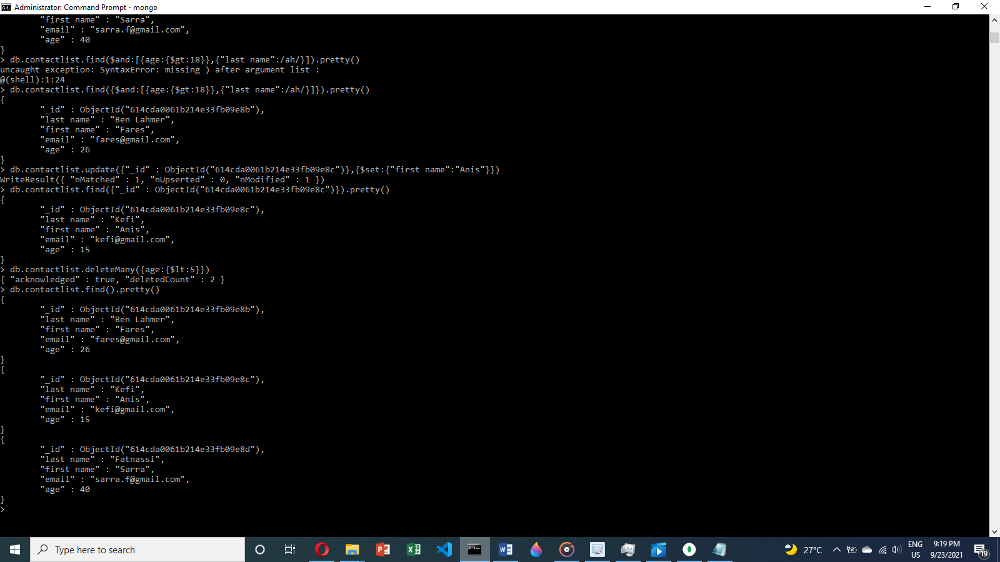 Administrator: Command Prompt - mongo
"first name" : "Sarra",
"email" : "sarra.f@gmail.com",
"age" : 40
}
> db.contactlist.find($and:[{age:{$gt:18}},{"last name":/ah/}]).pretty()
uncaught exception: SyntaxError: missing ) after argument list :
@(shell):1:24
> db.contactlist.find({$and:[{age:{$gt:18}},{"last name":/ah/}]}).pretty()
{
"_id" : ObjectId("614cda0061b214e33fb09e8b"),
"last name" : "Ben Lahmer",
"first name" : "Fares",
"email" : "fares@gmail.com",
"age" : 26
}
> db.contactlist.update({"_id" : ObjectId("614cda0061b214e33fb09e8c")},{$set:{"first name":"Anis"}})
WriteResult({ "nMatched" : 1, "nUpserted" : 0, "nModified" : 1 })
> db.contactlist.find({"_id" : ObjectId("614cda0061b214e33fb09e8c")}).pretty()
{
"_id" : ObjectId("614cda0061b214e33fb09e8c"),
"last name" : "Kefi",
"first name" : "Anis",
"email" : "kefi@gmail.com",
"age" : 15
}
> db.contactlist.deleteMany({age:{$lt:5}})
{ "acknowledged" : true, "deletedCount" : 2 }
> db.contactlist.find().pretty()
{
"_id" : ObjectId("614cda0061b214e33fb09e8b"),
"last name" : "Ben Lahmer",
"first name" : "Fares",
"email" : "fares@gmail.com",
"age" : 26
}
{
"_id" : ObjectId("614cda0061b214e33fb09e8c"),
"last name" : "Kefi",
"first name" : "Anis",
"email" : "kefi@gmail.com",
"age" : 15
}
{
"_id" : ObjectId("614cda0061b214e33fb09e8d"),
"last name" : "Fatnassi",
"first name" : "Sarra",
"email" : "sarra.f@gmail.com",
"age" : 40
}
>
Type here to search
27°C
ENG
US
9:19 PM
9/23/2021
19